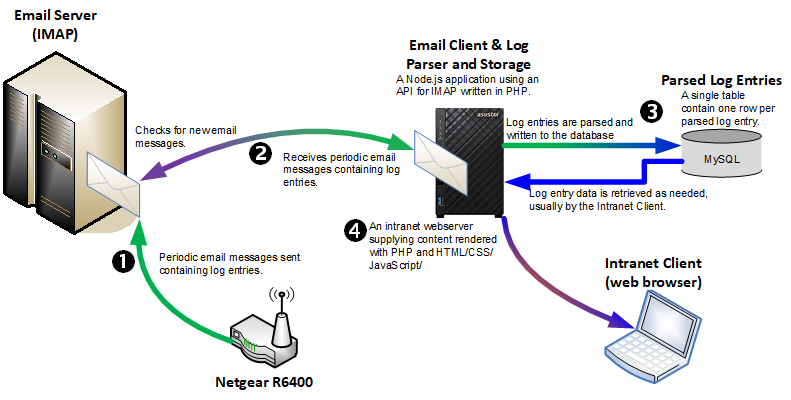 Email Server
(IMAP)
Email Client & Log
Parser and Storage
A Node.js application using an
API for IMAP written in PHP.
Parsed Log Entries
A single table
contain one row per
parsed log entry.
MySQL
asustor
Checks for new email
messages.
2
Receives periodic email
messages containing log
entries.
3
Log entries are parsed and
written to the database
Log entry data is retrieved as needed,
usually by the Intranet Client.
1
Periodic email messages sent
containing log entries.
4
An intranet webserver
supplying content rendered
with PHP and HTML/CSS/
JavaScript/
Intranet Client
(web browser)
Netgear R6400